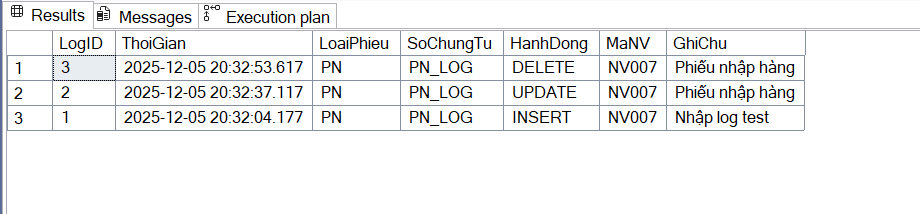 Results Messages Execution plan
LogID ThoiGian LoaiPhieu SoChungTu HanhDong MaNV GhiChu
1 3 2025-12-05 20:32:53.617 PN PN_LOG DELETE NV007 Phiếu nhập hàng
2 2 2025-12-05 20:32:37.117 PN PN_LOG UPDATE NV007 Phiếu nhập hàng
3 1 2025-12-05 20:32:04.177 PN PN_LOG INSERT NV007 Nhập log test